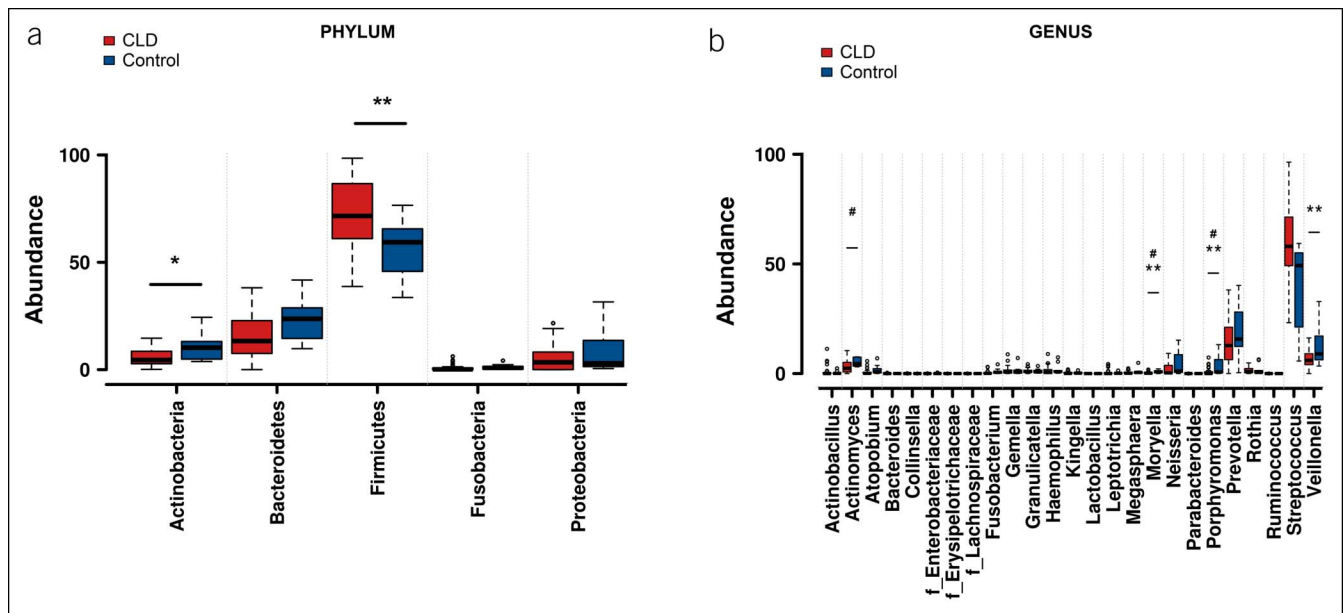 a
PHYLUM
CLD
Control
**
*
Abundance
100
50
0
Actinobacteria
Bacteroidetes
Firmicutes
Fusobacteria
Proteobacteria
b
GENUS
CLD
Control
#
#
**
#
**
**
Abundance
100
50
0
Actinobacillus
Actinomyces
Atopobium
Bacteroides
Collinsella
f_Enterobacteriaceae
f_Erysipelotrichaceae
f_Lachnospiraceae
Fusobacterium
Gemella
Granulicatella
Haemophilus
Kingella
Lactobacillus
Leptotrichia
Megasphaera
Moryella
Neisseria
Parabacteroides
Porphyromonas
Prevotella
Rothia
Ruminococcus
Streptococcus
Veillonella